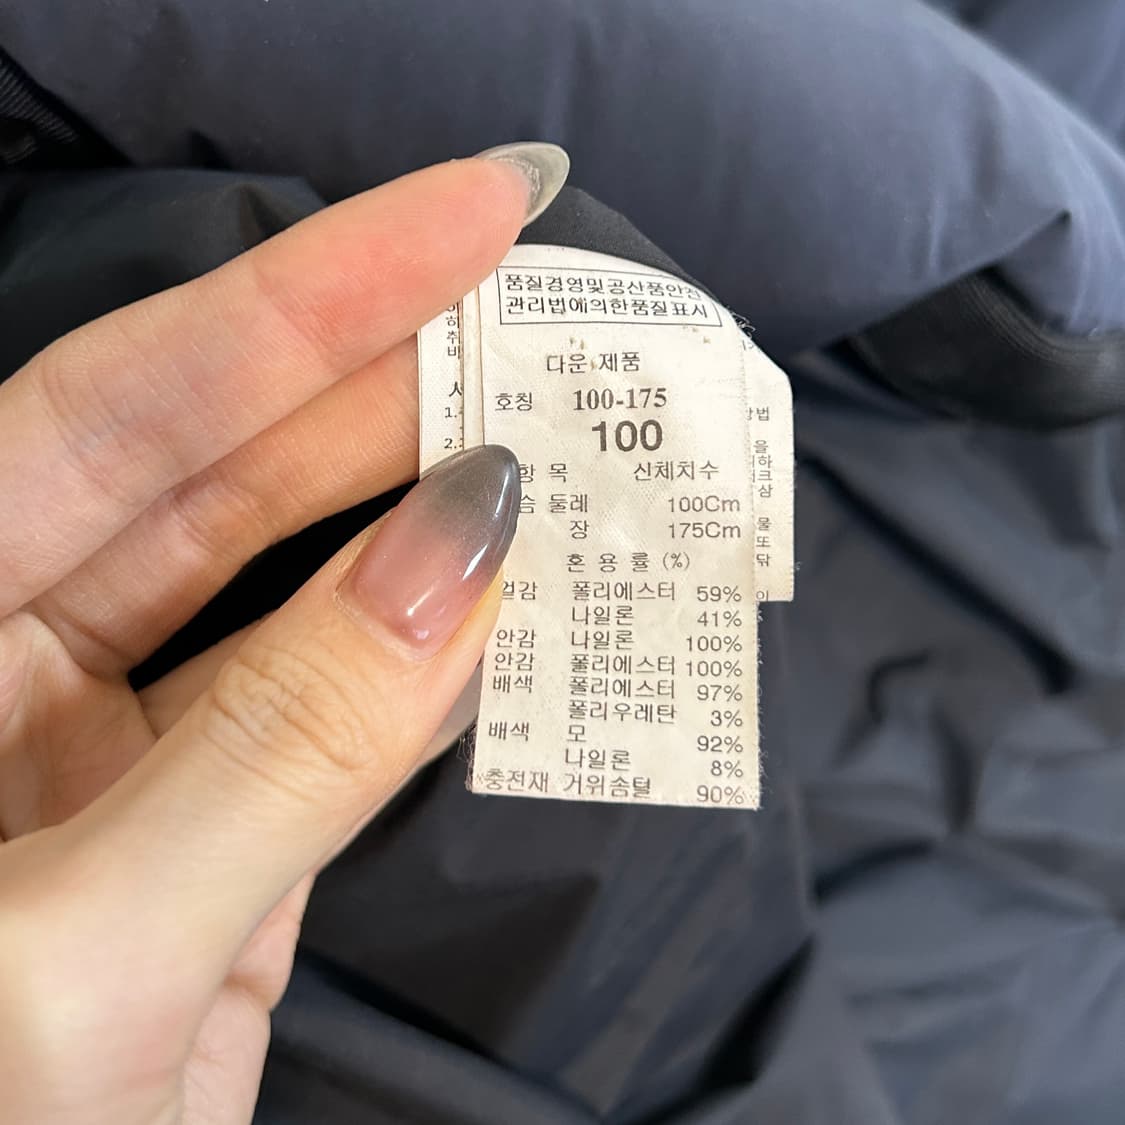 품질경영및공산품안전
관리법에의한품질표시
다운 제품
호칭 100-175
100
항 목 신체치수
슴 둘레 100Cm
장 175Cm
혼 용 률 (%)
겉감 폴리에스터 59%
나일론 41%
안감 나일론 100%
안감 폴리에스터 100%
배색 폴리에스터 97%
폴리우레탄 3%
배색 모 92%
나일론 8%
충전재 거위솜털 90%